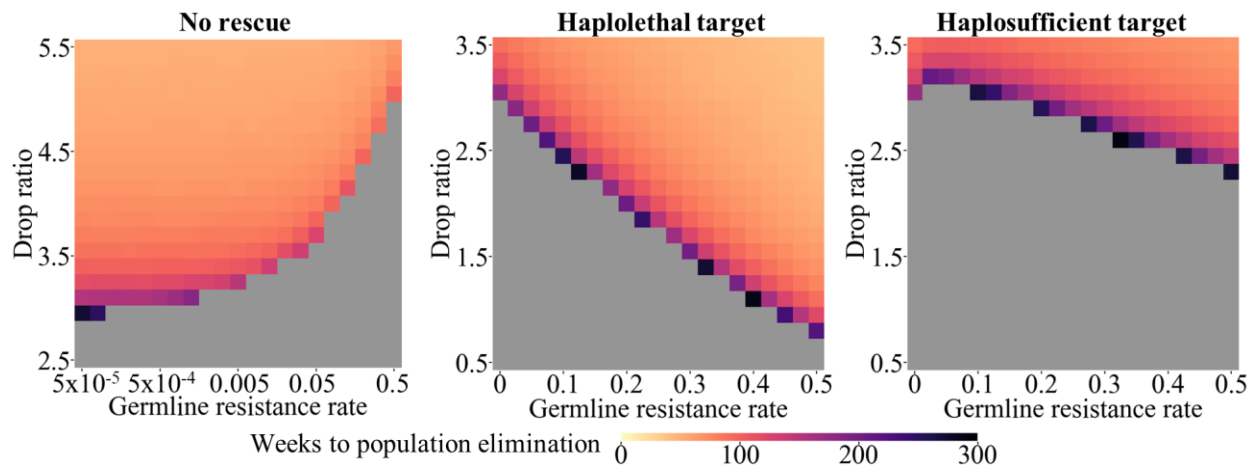 No rescue
Haplolethal target
Haplosufficient target
Drop ratio
5.5
4.5
3.5
2.5
5x10⁻⁵ 5x10⁻⁴ 0.005 0.05 0.5
Germline resistance rate
Drop ratio
3.5
2.5
1.5
0.5
0 0.1 0.2 0.3 0.4 0.5
Germline resistance rate
Drop ratio
3.5
2.5
1.5
0.5
0 0.1 0.2 0.3 0.4 0.5
Germline resistance rate
Weeks to population elimination 0 100 200 300